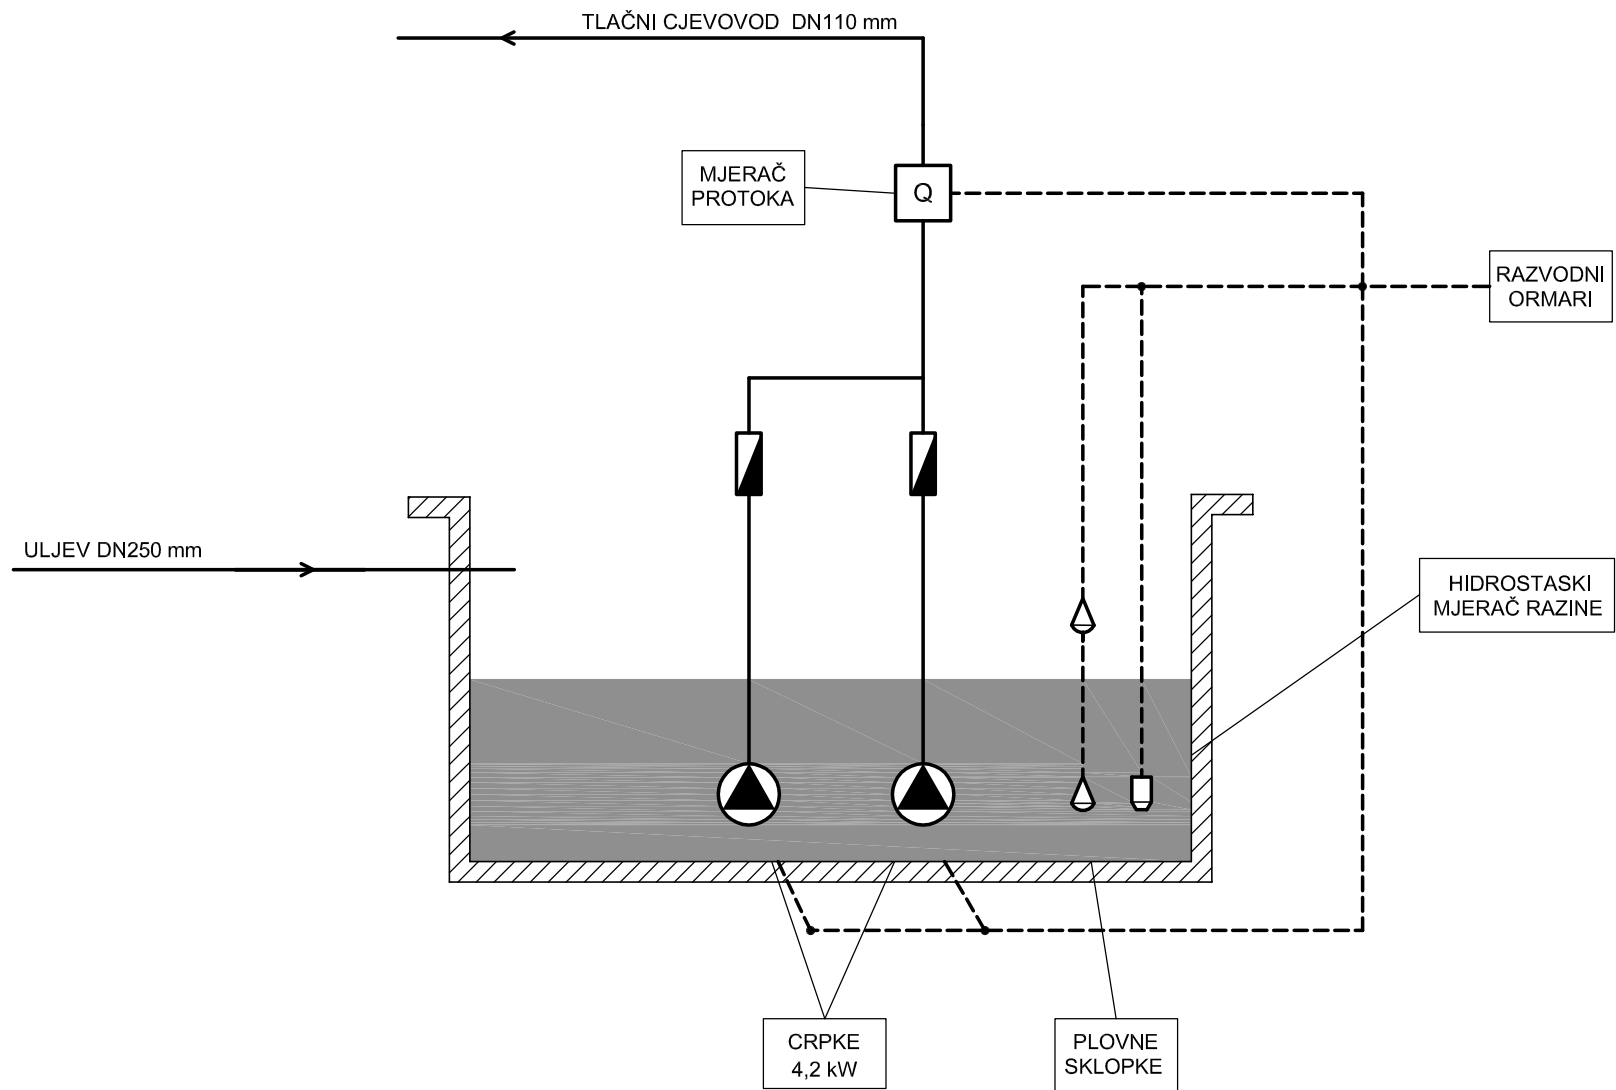 TLAČNI CJEVOVOD DN110 mm
MJERAČ
PROTOKA
Q
RAZVODNI
ORMARI
ULJEV DN250 mm
HIDROSTASKI
MJERAČ RAZINE
CRPKE
4,2 kW
PLOVNE
SKLOPKE